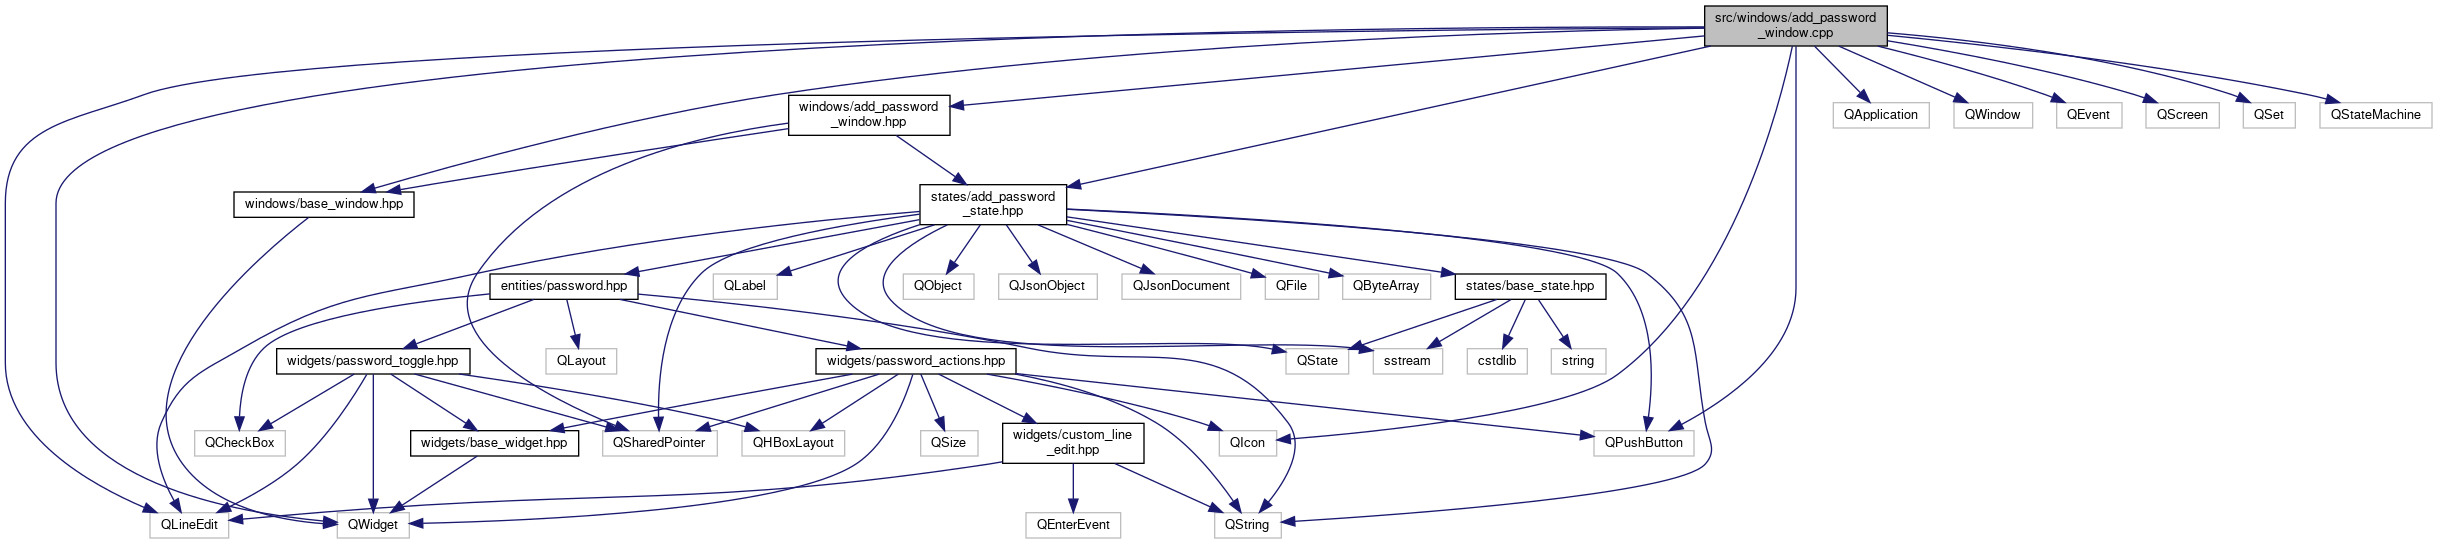 src/windows/add_password
_window.cpp
windows/add_password
_window.hpp
QApplication
QWindow
QEvent
QScreen
QSet
QStateMachine
windows/base_window.hpp
states/add_password
_state.hpp
entities/password.hpp
QLabel
QObject
QJsonObject
QJsonDocument
QFile
QByteArray
states/base_state.hpp
widgets/password_toggle.hpp
QLayout
widgets/password_actions.hpp
QState
sstream
cstdlib
string
QCheckBox
widgets/base_widget.hpp
QSharedPointer
QHBoxLayout
QSize
widgets/custom_line
_edit.hpp
QIcon
QPushButton
QLineEdit
QWidget
QEnterEvent
QString